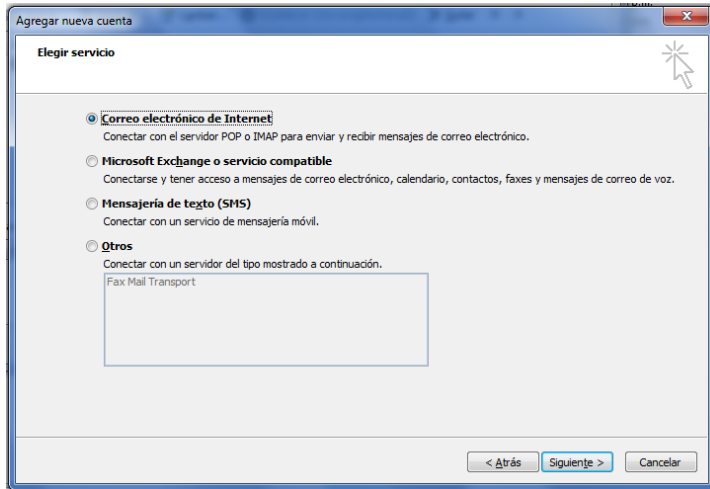 Agregar nueva cuenta
Elegir servicio
Correo electrónico de Internet
Conectar con el servidor POP o IMAP para enviar y recibir mensajes de correo electrónico.
Microsoft Exchange o servicio compatible
Conectarse y tener acceso a mensajes de correo electrónico, calendario, contactos, faxes y mensajes de correo de voz.
Mensajería de texto (SMS)
Conectar con un servicio de mensajería móvil.
Otros
Conectar con un servidor del tipo mostrado a continuación.
Fax Mail Transport
< Atrás Siguiente > Cancelar